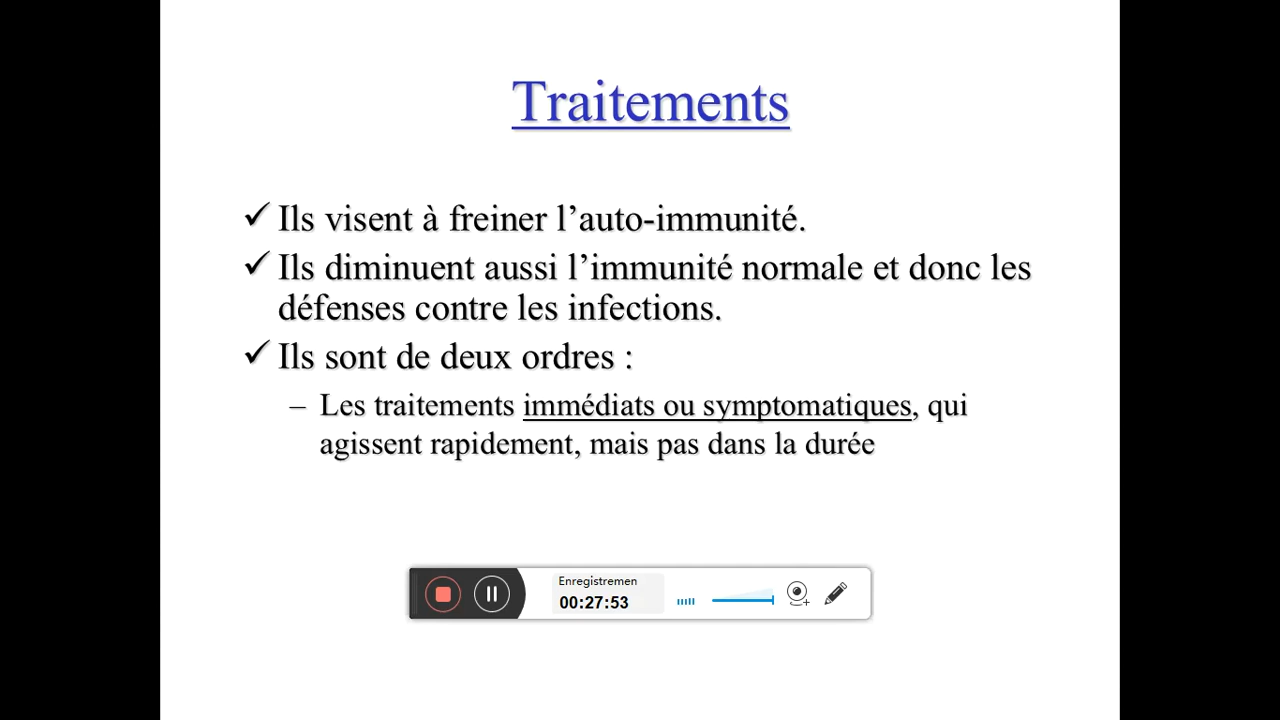 Traitements
✓ Ils visent à freiner l’auto-immunité.
✓ Ils diminuent aussi l’immunité normale et donc les
défenses contre les infections.
✓ Ils sont de deux ordres :
– Les traitements immédiats ou symptomatiques, qui
agissent rapidement, mais pas dans la durée
Enregistremen
00:27:53